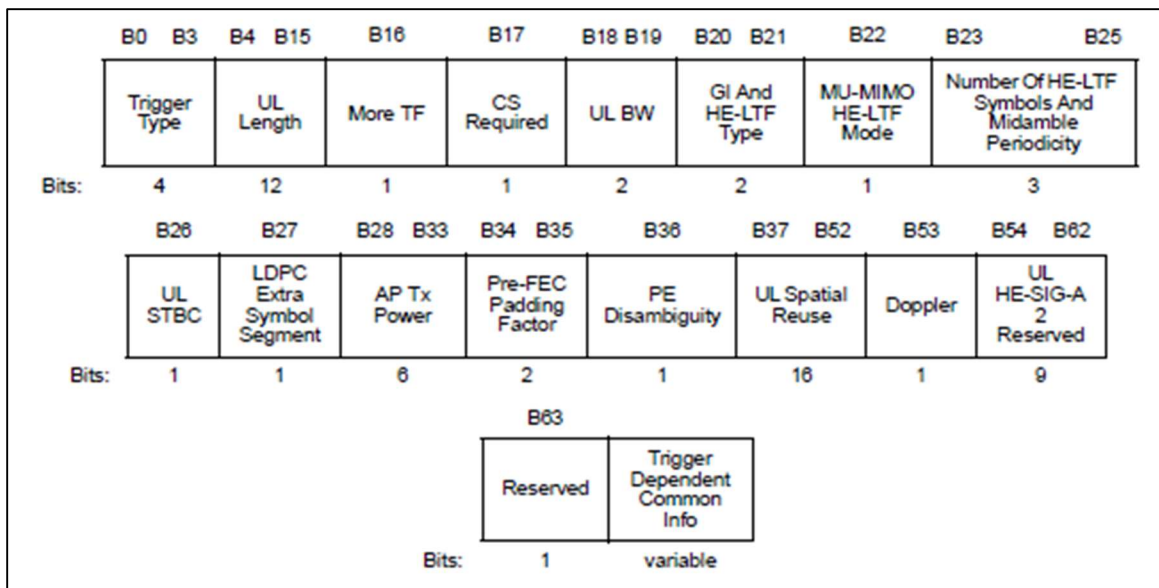 B0 B3 B4 B15 B16 B17 B18 B19 B20 B21 B22 B23 B25
Trigger Type
UL Length
More TF
CS Required
UL BW
GI And HE-LTF Type
MU-MIMO HE-LTF Mode
Number Of HE-LTF Symbols And Midamble Periodicity
Bits: 4 12 1 1 2 2 1 3
B26 B27 B28 B33 B34 B35 B36 B37 B52 B53 B54 B62
UL STBC
LDPC Extra Symbol Segment
AP Tx Power
Pre-FEC Padding Factor
PE Disambiguity
UL Spatial Reuse
Doppler
UL HE-SIG-A 2 Reserved
Bits: 1 1 6 2 1 16 1 9
B63
Reserved
Trigger Dependent Common Info
Bits: 1 variable